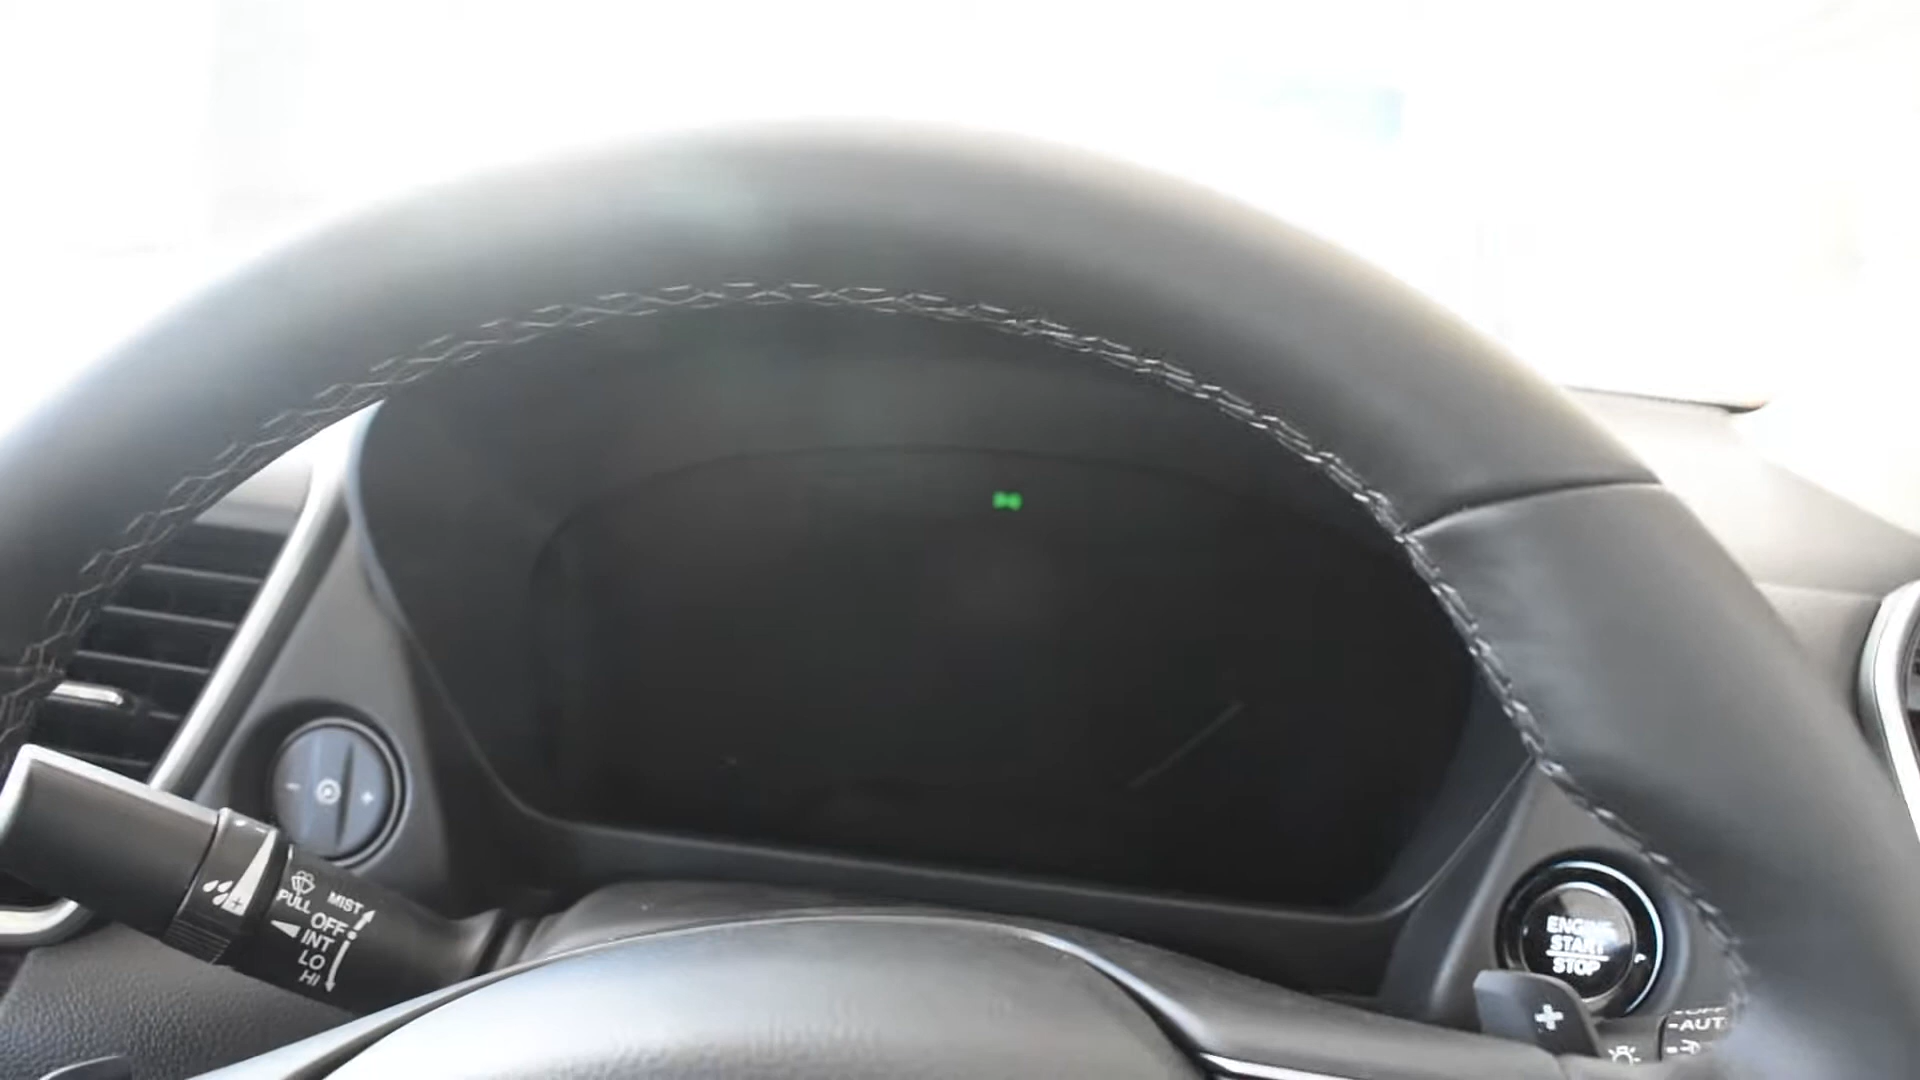 PULL MIST
OFF
INT
LO
HI
ENGINE
START
STOP
-AUTO